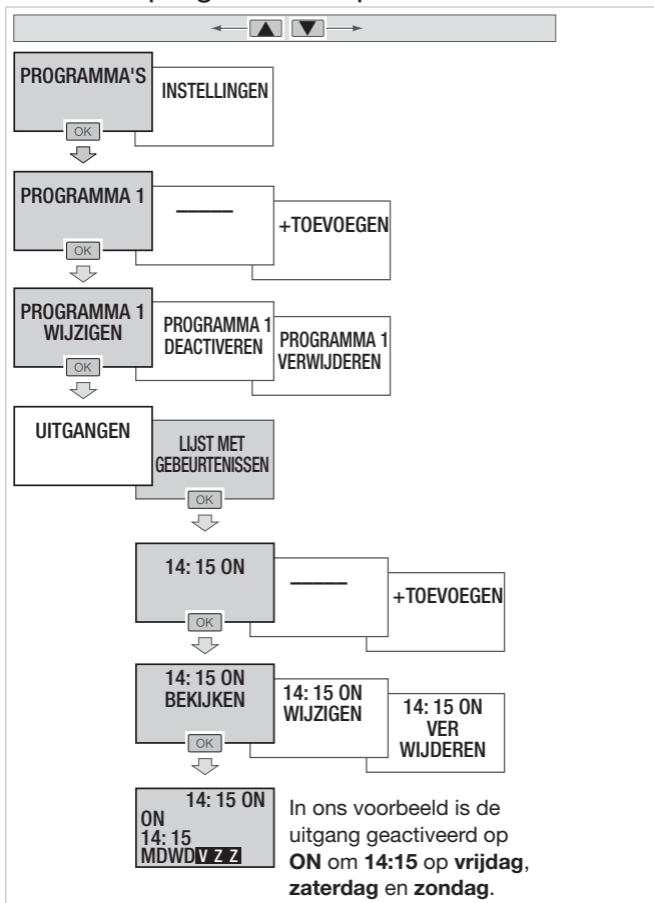 PROGRAMMA'S
INSTELLINGEN
OK
PROGRAMMA 1
_____
+TOEVOEGEN
OK
PROGRAMMA 1
WIJZIGEN
PROGRAMMA 1
DEACTIVEREN
PROGRAMMA 1
VERWIJDEREN
OK
UITGANGEN
LIJST MET
GEBEURTENISSEN
OK
14: 15 ON
_____
+TOEVOEGEN
OK
14: 15 ON
BEKIJKEN
14: 15 ON
WIJZIGEN
14: 15 ON
VER
WIJDEREN
OK
14: 15 ON
ON
14: 15
MDWDV Z Z
In ons voorbeeld is de
uitgang geactiveerd op
ON om 14:15 op vrijdag,
zaterdag en zondag.